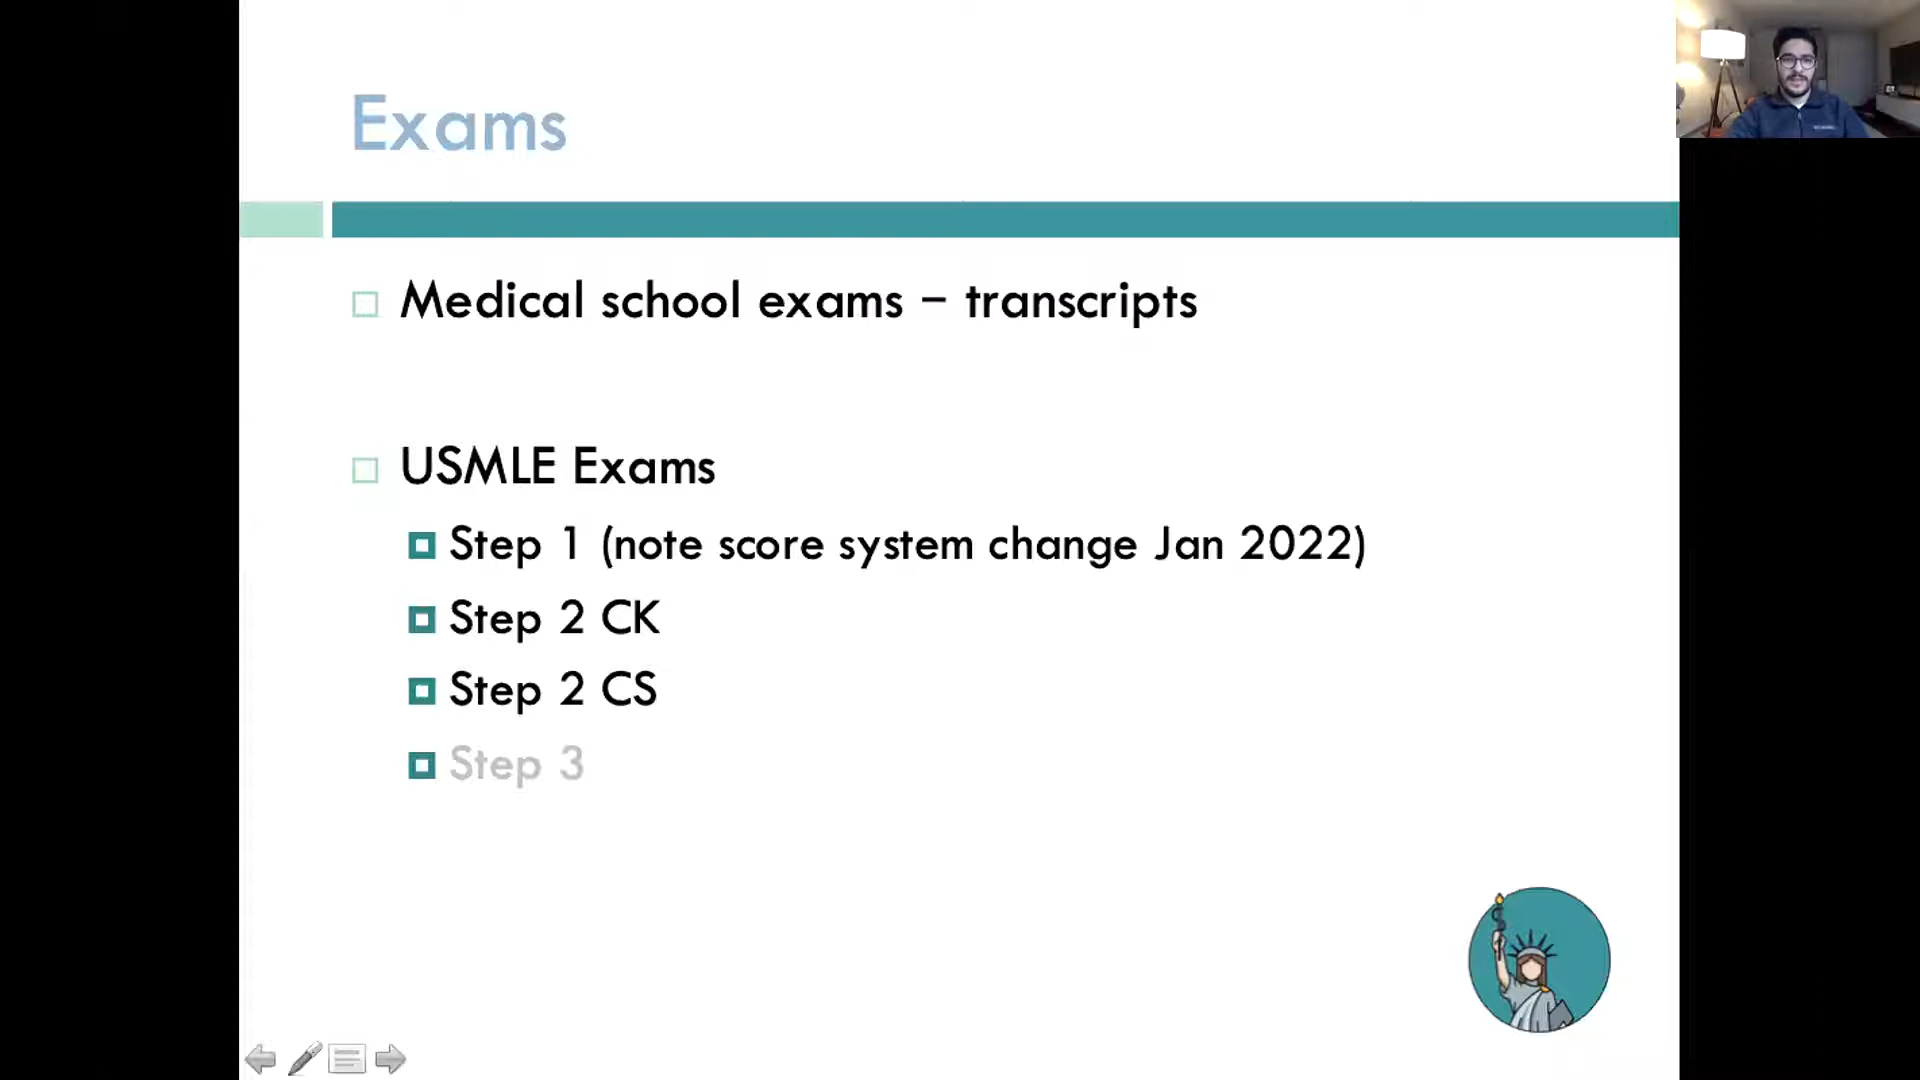 Exams
Medical school exams – transcripts
USMLE Exams
Step 1 (note score system change Jan 2022)
Step 2 CK
Step 2 CS
Step 3